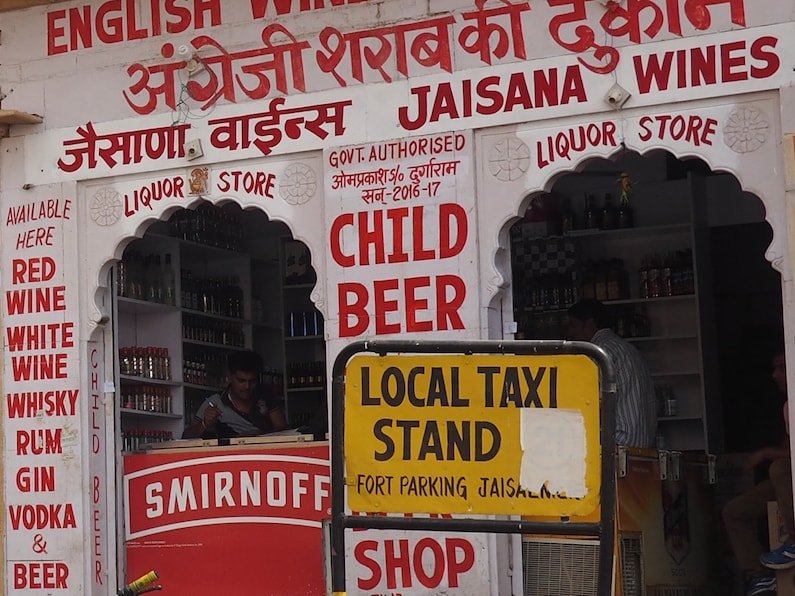 ENGLISH WINE
अंग्रेजी शराब की दुकान
जैसाणा वाईन्स JAISANA WINES
LIQUOR STORE
LIQUOR STORE
AVAILABLE
HERE
RED
WINE
WHITE
WINE
WHISKY
RUM
GIN
VODKA
&
BEER
CHILD BEER
GOVT. AUTHORISED
ओमप्रकाश S/o दुर्गाराम
सन्-2016-17
CHILD
BEER
SMIRNOFF
LOCAL TAXI
STAND
FORT PARKING
SHOP